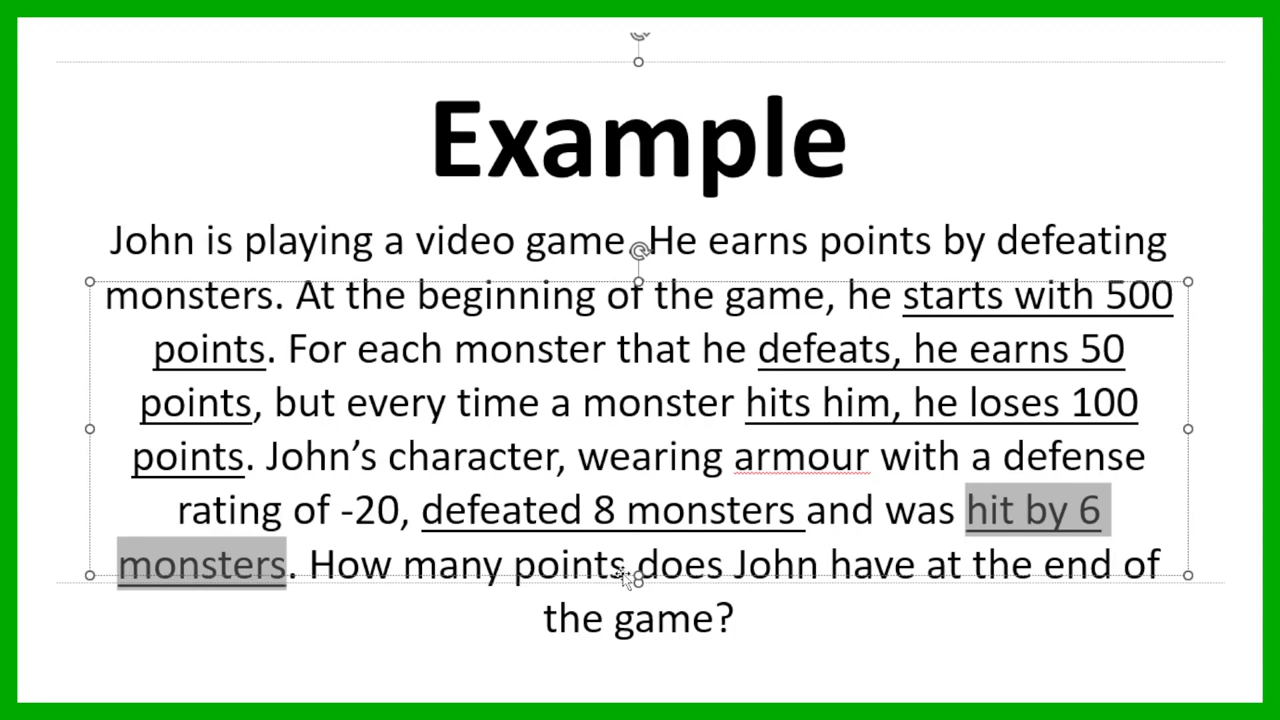 Example
John is playing a video game. He earns points by defeating
monsters. At the beginning of the game, he starts with 500
points. For each monster that he defeats, he earns 50
points, but every time a monster hits him, he loses 100
points. John’s character, wearing armour with a defense
rating of -20, defeated 8 monsters and was hit by 6
monsters. How many points does John have at the end of
the game?